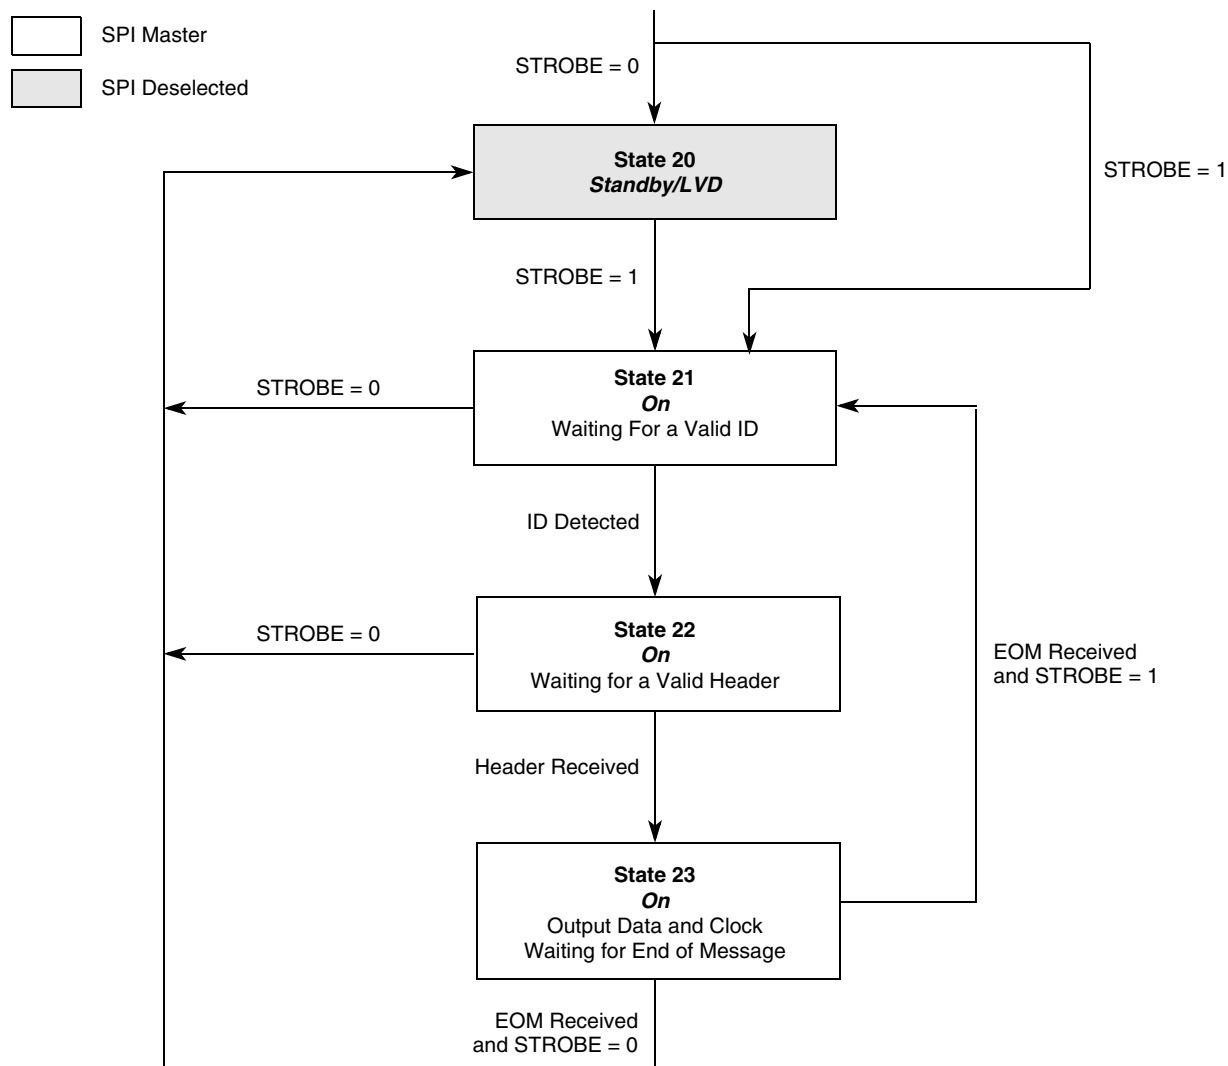 SPI Master
SPI Deselected
STROBE = 0
STROBE = 1
State 20
Standby/LVD
STROBE = 1
State 21
On
Waiting For a Valid ID
STROBE = 0
ID Detected
State 22
On
Waiting for a Valid Header
STROBE = 0
EOM Received
and STROBE = 1
Header Received
State 23
On
Output Data and Clock
Waiting for End of Message
EOM Received
and STROBE = 0